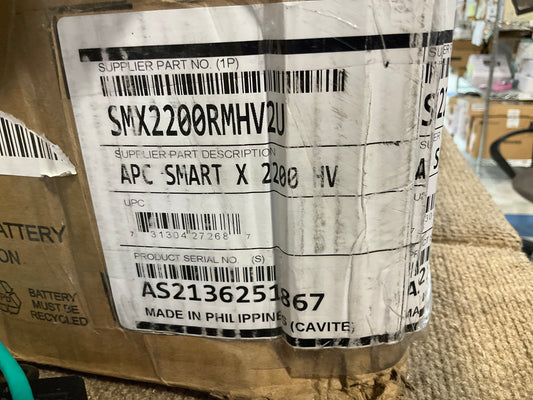 SUPPLIER PART NO. (1P)
SMX2200RMHV2U
SUPPLIER PART DESCRIPTION
APC SMART X 2200 HV
UPC
7 31304 27268 7
PRODUCT SERIAL NO. (S)
AS2136251867
MADE IN PHILIPPINES (CAVITE)
BATTERY
ION.
BATTERY
MUST BE
RECYCLED